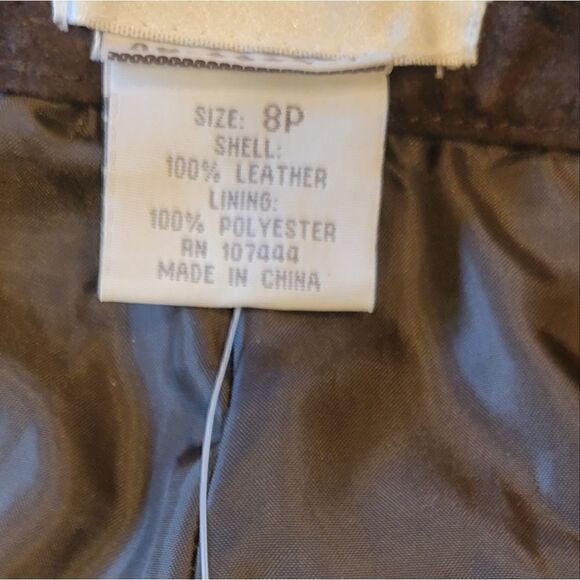 SIZE: 8P
SHELL:
100% LEATHER
LINING:
100% POLYESTER
RN 107444
MADE IN CHINA